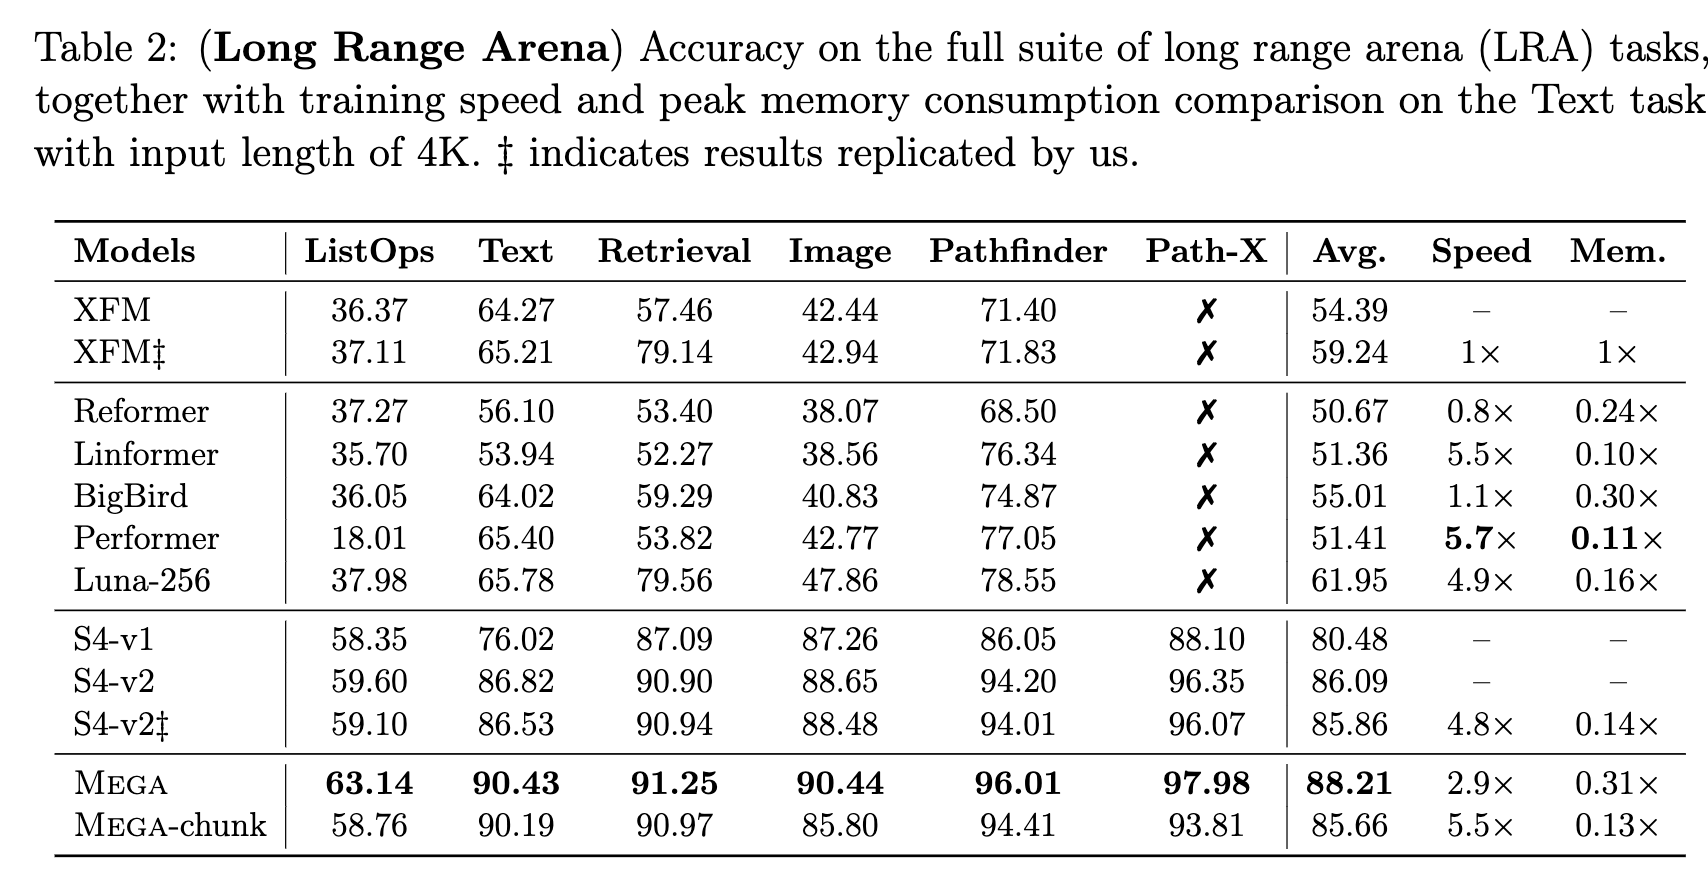 Table 2: (Long Range Arena) Accuracy on the full suite of long range arena (LRA) tasks,
together with training speed and peak memory consumption comparison on the Text task
with input length of 4K. ‡ indicates results replicated by us.
Models ListOps Text Retrieval Image Pathfinder Path-X Avg. Speed Mem.
XFM 36.37 64.27 57.46 42.44 71.40 ✗ 54.39 – –
XFM‡ 37.11 65.21 79.14 42.94 71.83 ✗ 59.24 1× 1×
Reformer 37.27 56.10 53.40 38.07 68.50 ✗ 50.67 0.8× 0.24×
Linformer 35.70 53.94 52.27 38.56 76.34 ✗ 51.36 5.5× 0.10×
BigBird 36.05 64.02 59.29 40.83 74.87 ✗ 55.01 1.1× 0.30×
Performer 18.01 65.40 53.82 42.77 77.05 ✗ 51.41 5.7× 0.11×
Luna-256 37.98 65.78 79.56 47.86 78.55 ✗ 61.95 4.9× 0.16×
S4-v1 58.35 76.02 87.09 87.26 86.05 88.10 80.48 – –
S4-v2 59.60 86.82 90.90 88.65 94.20 96.35 86.09 – –
S4-v2‡ 59.10 86.53 90.94 88.48 94.01 96.07 85.86 4.8× 0.14×
MEGA 63.14 90.43 91.25 90.44 96.01 97.98 88.21 2.9× 0.31×
MEGA-chunk 58.76 90.19 90.97 85.80 94.41 93.81 85.66 5.5× 0.13×